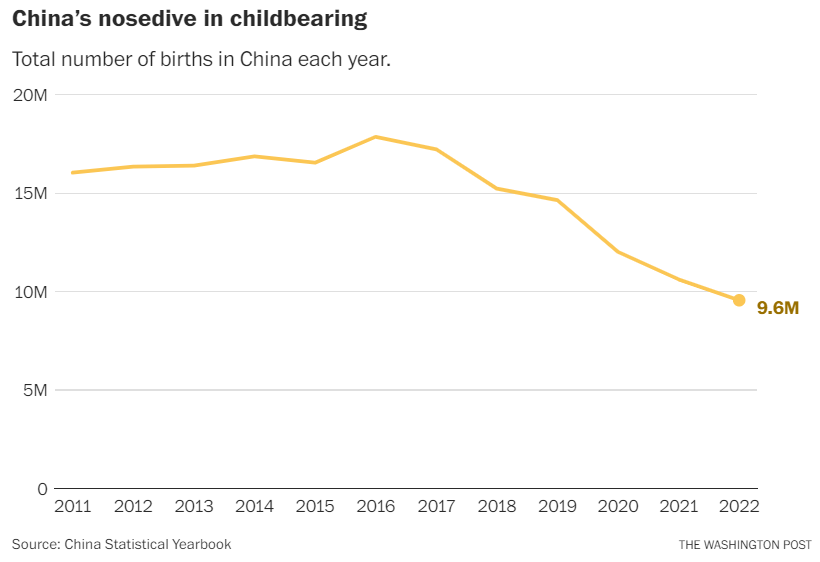 China’s nosedive in childbearing
Total number of births in China each year.
20M
15M
10M
9.6M
5M
0
2011 2012 2013 2014 2015 2016 2017 2018 2019 2020 2021 2022
Source: China Statistical Yearbook
THE WASHINGTON POST